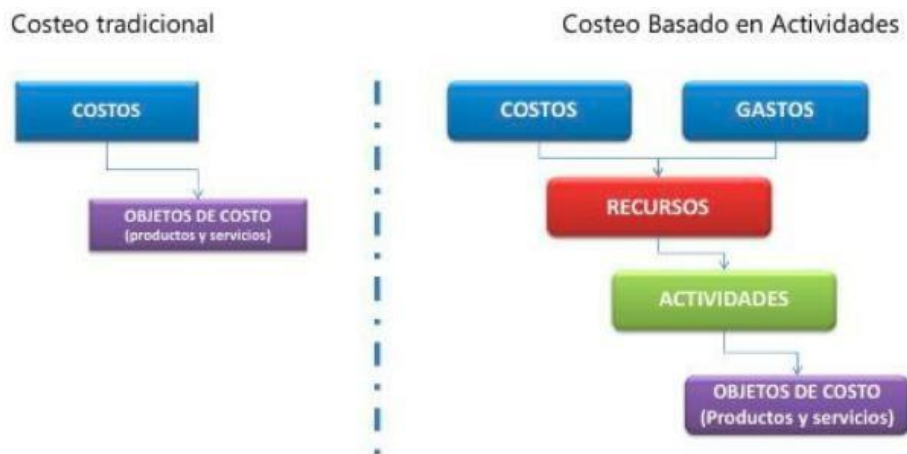 Costeo tradicional
COSTOS
OBJETOS DE COSTO
(productos y servicios)
Costeo Basado en Actividades
COSTOS
GASTOS
RECURSOS
ACTIVIDADES
OBJETOS DE COSTO
(Productos y servicios)